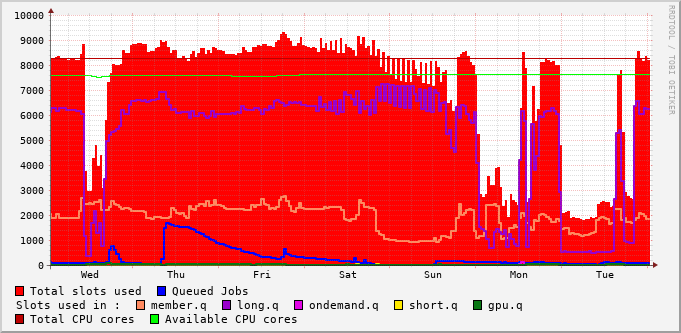 10000
9000
8000
7000
6000
5000
4000
3000
2000
1000
0
Wed Thu Fri Sat Sun Mon Tue
RRDTOOL / TOBI OETIKER
Total slots used Queued Jobs
Slots used in : member.q long.q ondemand.q short.q gpu.q
Total CPU cores Available CPU cores